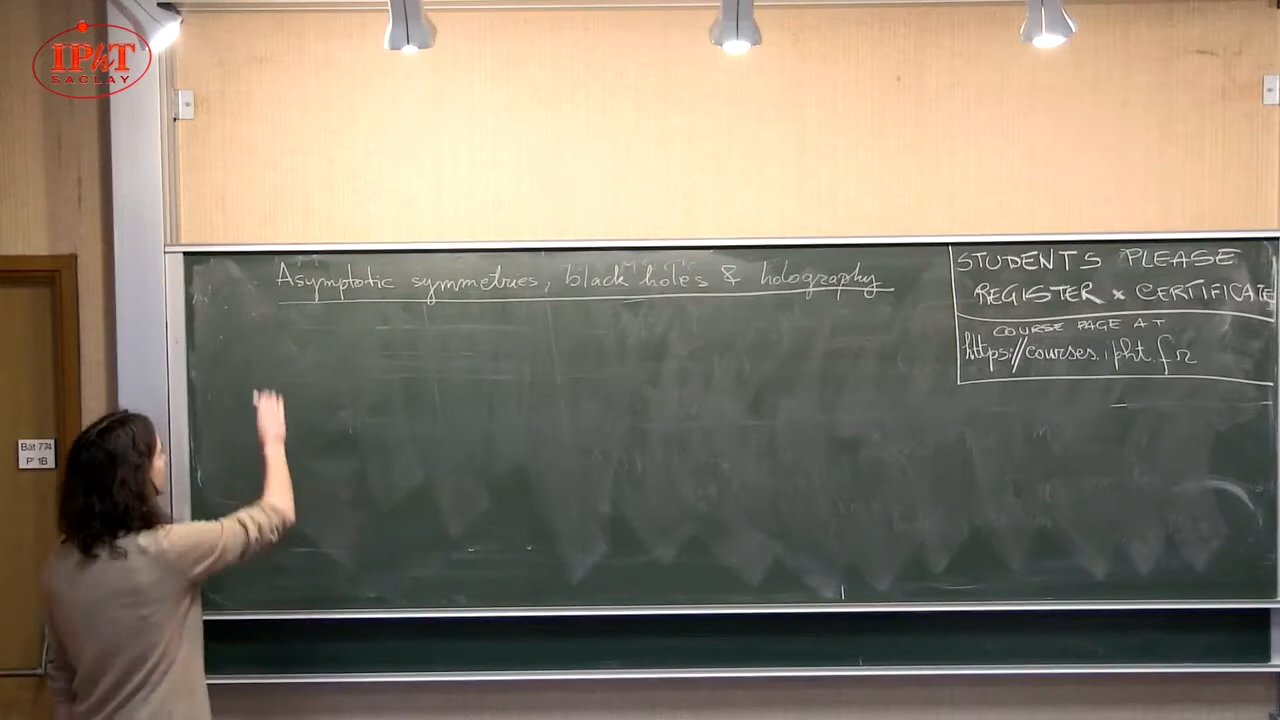 IPhT
SACLAY
Asymptotic symmetries, black holes & holography
STUDENTS PLEASE
REGISTER x CERTIFICATE
COURSE PAGE AT
https://courses.ipht.fr
Bât 774
P 1B